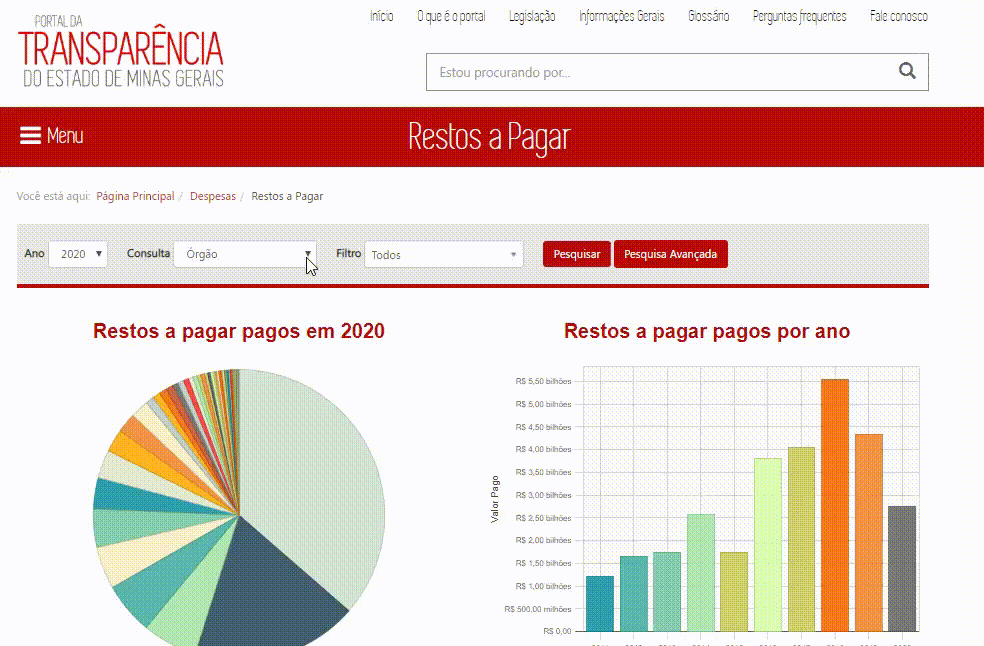 PORTAL DA
TRANSPARÊNCIA
DO ESTADO DE MINAS GERAIS
Início O que é o portal Legislação Informações Gerais Glossário Perguntas frequentes Fale conosco
Estou procurando por...
Menu
Restos a Pagar
Você está aqui: Página Principal / Despesas / Restos a Pagar
Ano 2020 Consulta Órgão Filtro Todos Pesquisar Pesquisa Avançada
Restos a pagar pagos em 2020
Restos a pagar pagos por ano
R$ 5,50 bilhões
R$ 5,00 bilhões
R$ 4,50 bilhões
R$ 4,00 bilhões
R$ 3,50 bilhões
R$ 3,00 bilhões
R$ 2,50 bilhões
R$ 2,00 bilhões
R$ 1,50 bilhões
R$ 1,00 bilhões
R$ 500,00 milhões
R$ 0,00
Valor Pago